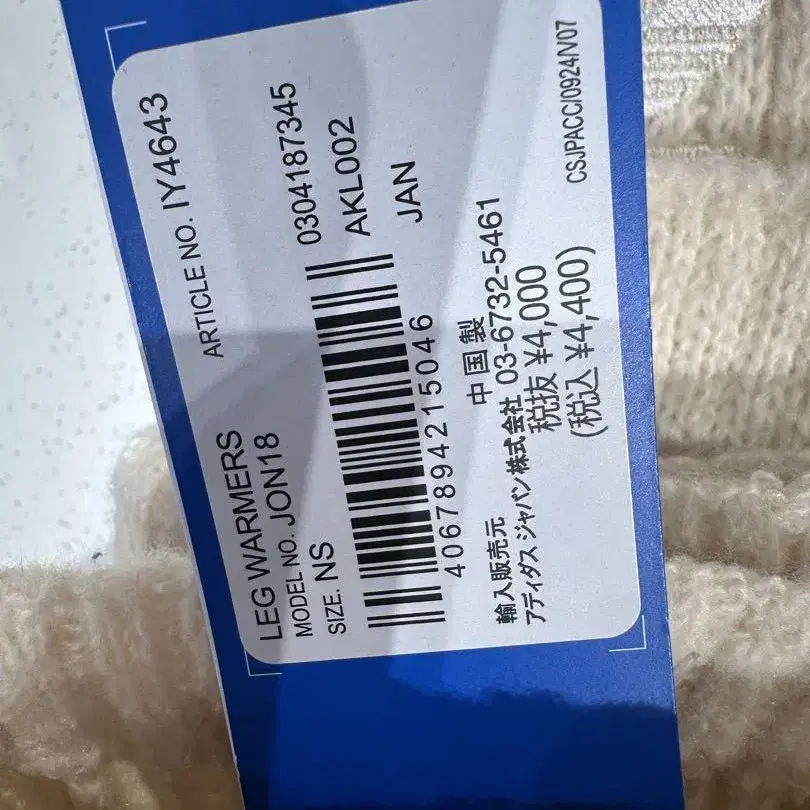 LEG WARMERS
ARTICLE NO. IY4643
MODEL NO. JON18
SIZE. NS
0304187345
AKL002
JAN
4067894215046
中国製
輸入販売元
アディダス ジャパン株式会社 03-6732-5461
税抜 ¥4,000
(税込 ¥4,400)
CSJPACC/0924/V07